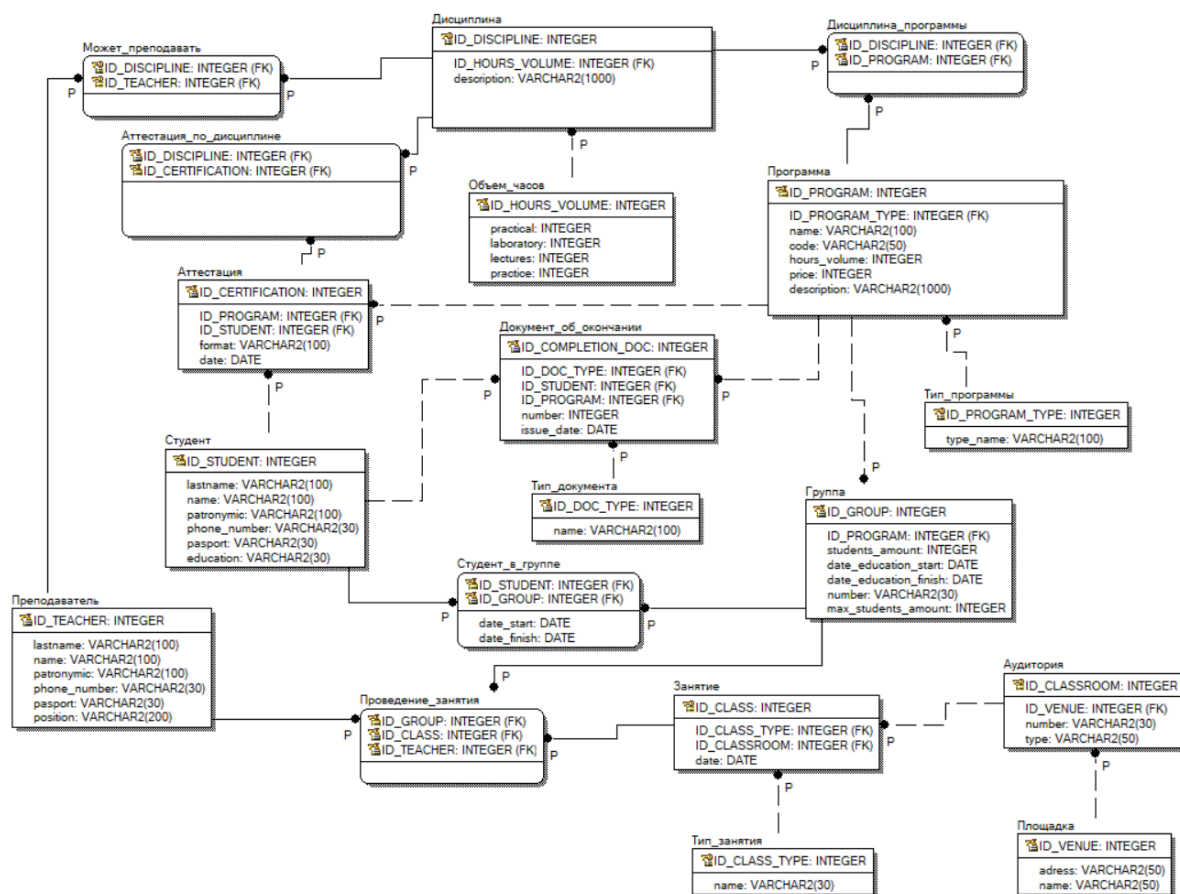 Дисциплина
ID_DISCIPLINE: INTEGER
ID_HOURS_VOLUME: INTEGER (FK)
description: VARCHAR2(1000)
P
Дисциплина_программы
ID_DISCIPLINE: INTEGER (FK)
ID_PROGRAM: INTEGER (FK)
P
P
Может_преподавать
ID_DISCIPLINE: INTEGER (FK)
ID_TEACHER: INTEGER (FK)
P
P
Аттестация_по_дисциплине
ID_DISCIPLINE: INTEGER (FK)
ID_CERTIFICATION: INTEGER (FK)
P
P
Объем_часов
ID_HOURS_VOLUME: INTEGER
practical: INTEGER
laboratory: INTEGER
lectures: INTEGER
practice: INTEGER
Программа
ID_PROGRAM: INTEGER
ID_PROGRAM_TYPE: INTEGER (FK)
name: VARCHAR2(100)
code: VARCHAR2(50)
hours_volume: INTEGER
price: INTEGER
description: VARCHAR2(1000)
P
Аттестация
ID_CERTIFICATION: INTEGER
ID_PROGRAM: INTEGER (FK)
ID_STUDENT: INTEGER (FK)
format: VARCHAR2(100)
date: DATE
P
P
Документ_об_окончании
ID_COMPLETION_DOC: INTEGER
ID_DOC_TYPE: INTEGER (FK)
ID_STUDENT: INTEGER (FK)
ID_PROGRAM: INTEGER (FK)
number: INTEGER
issue_date: DATE
P
P
P
Тип_программы
ID_PROGRAM_TYPE: INTEGER
type_name: VARCHAR2(100)
Студент
ID_STUDENT: INTEGER
lastname: VARCHAR2(100)
name: VARCHAR2(100)
patronymic: VARCHAR2(100)
phone_number: VARCHAR2(30)
pasport: VARCHAR2(30)
education: VARCHAR2(30)
Тип_документа
ID_DOC_TYPE: INTEGER
name: VARCHAR2(100)
P
Группа
ID_GROUP: INTEGER
ID_PROGRAM: INTEGER (FK)
students_amount: INTEGER
date_education_start: DATE
date_education_finish: DATE
number: VARCHAR2(30)
max_students_amount: INTEGER
Студент_в_группе
ID_STUDENT: INTEGER (FK)
ID_GROUP: INTEGER (FK)
date_start: DATE
date_finish: DATE
P
P
Преподаватель
ID_TEACHER: INTEGER
lastname: VARCHAR2(100)
name: VARCHAR2(100)
patronymic: VARCHAR2(100)
phone_number: VARCHAR2(30)
pasport: VARCHAR2(30)
position: VARCHAR2(200)
P
Проведение_занятия
ID_GROUP: INTEGER (FK)
ID_CLASS: INTEGER (FK)
ID_TEACHER: INTEGER (FK)
P
P
Занятие
ID_CLASS: INTEGER
ID_CLASS_TYPE: INTEGER (FK)
ID_CLASSROOM: INTEGER (FK)
date: DATE
P
P
Аудитория
ID_CLASSROOM: INTEGER
ID_VENUE: INTEGER (FK)
number: VARCHAR2(30)
type: VARCHAR2(50)
P
Тип_занятия
ID_CLASS_TYPE: INTEGER
name: VARCHAR2(30)
Площадка
ID_VENUE: INTEGER
adress: VARCHAR2(50)
name: VARCHAR2(50)